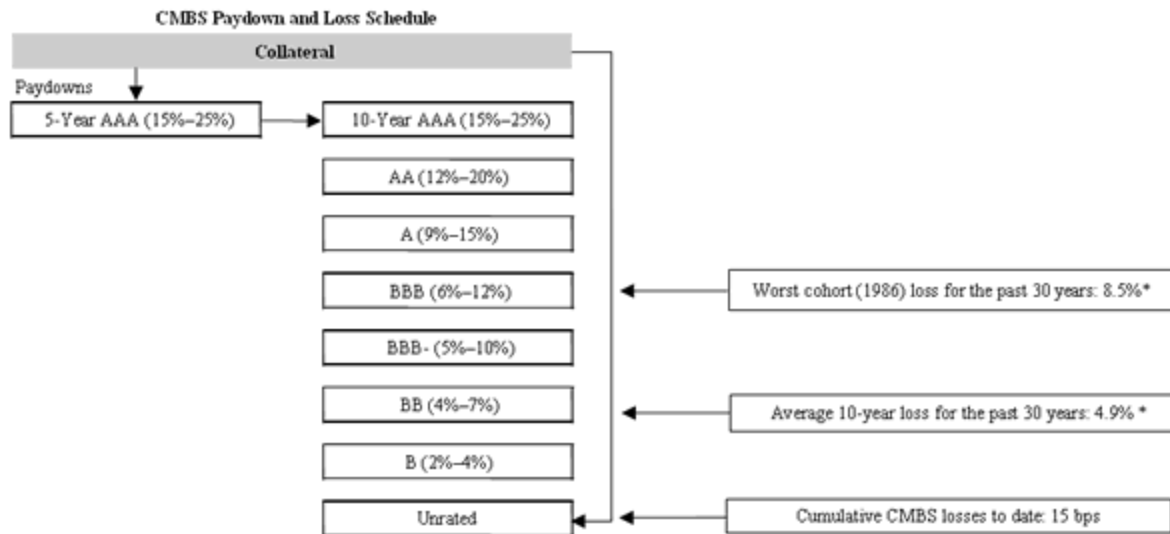 CMBS Paydown and Loss Schedule
Collateral
Paydowns
5-Year AAA (15%–25%)
10-Year AAA (15%–25%)
AA (12%–20%)
A (9%–15%)
BBB (6%–12%)
Worst cohort (1986) loss for the past 30 years: 8.5%*
BBB- (5%–10%)
BB (4%–7%)
Average 10-year loss for the past 30 years: 4.9% *
B (2%–4%)
Unrated
Cumulative CMBS losses to date: 15 bps